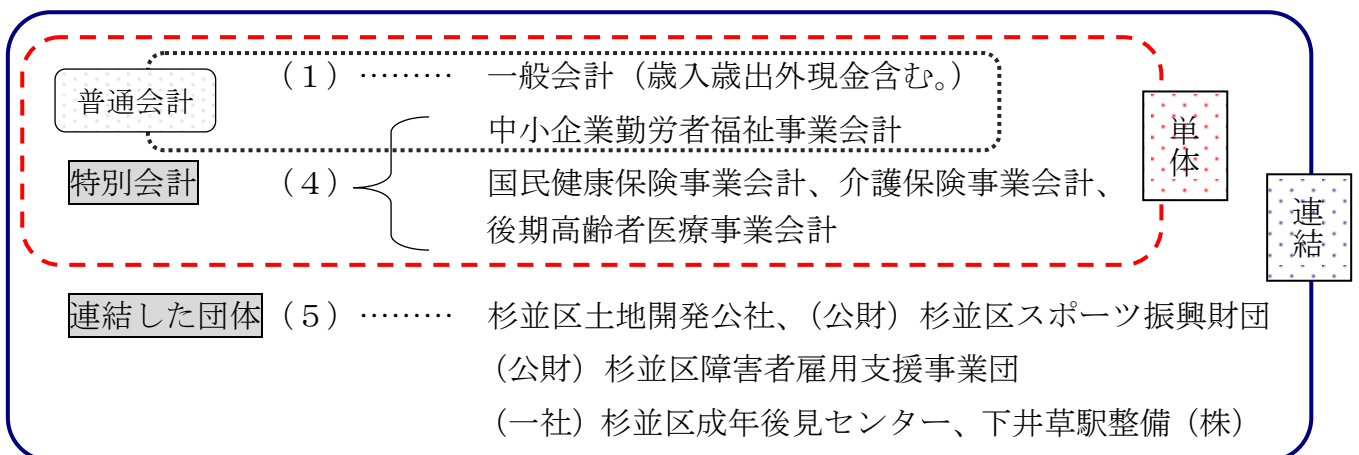 普通会計
(1)……… 一般会計(歳入歳出外現金含む。)
中小企業勤労者福祉事業会計
特別会計 (4) 国民健康保険事業会計、介護保険事業会計、
後期高齢者医療事業会計
単体
連結
連結した団体(5)……… 杉並区土地開発公社、(公財)杉並区スポーツ振興財団
(公財)杉並区障害者雇用支援事業団
(一社)杉並区成年後見センター、下井草駅整備(株)